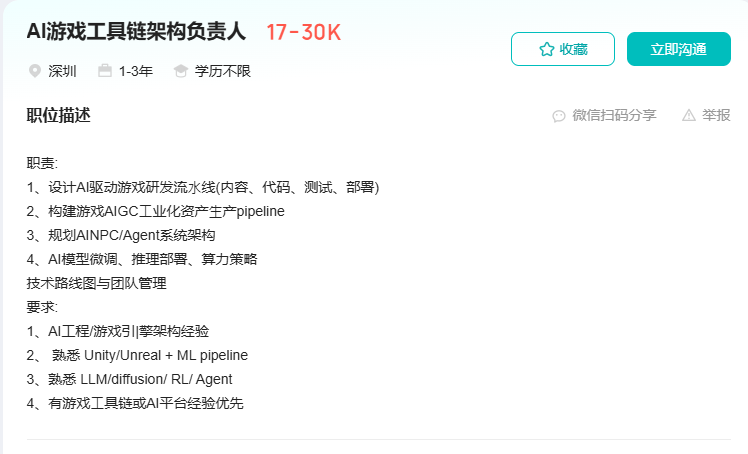 AI游戏工具链架构负责人 17-30K
收藏
立即沟通
深圳 1-3年 学历不限
职位描述
微信扫码分享 举报
职责:
1、设计AI驱动游戏研发流水线(内容、代码、测试、部署)
2、构建游戏AIGC工业化资产生产pipeline
3、规划AINPC/Agent系统架构
4、AI模型微调、推理部署、算力策略
技术路线图与团队管理
要求:
1、AI工程/游戏引|擎架构经验
2、 熟悉 Unity/Unreal + ML pipeline
3、熟悉 LLM/diffusion/ RL/ Agent
4、有游戏工具链或AI平台经验优先